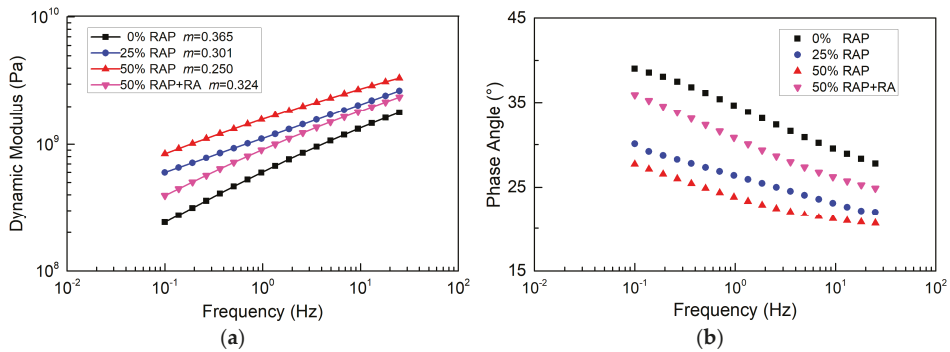 10^10
10^9
10^8
Dynamic Modulus (Pa)
0% RAP m=0.365
25% RAP m=0.301
50% RAP m=0.250
50% RAP+RA m=0.324
10^-2 10^-1 10^0 10^1 10^2
Frequency (Hz)
(a)
45
35
25
15
Phase Angle (°)
0% RAP
25% RAP
50% RAP
50% RAP+RA
10^-2 10^-1 10^0 10^1 10^2
Frequency (Hz)
(b)